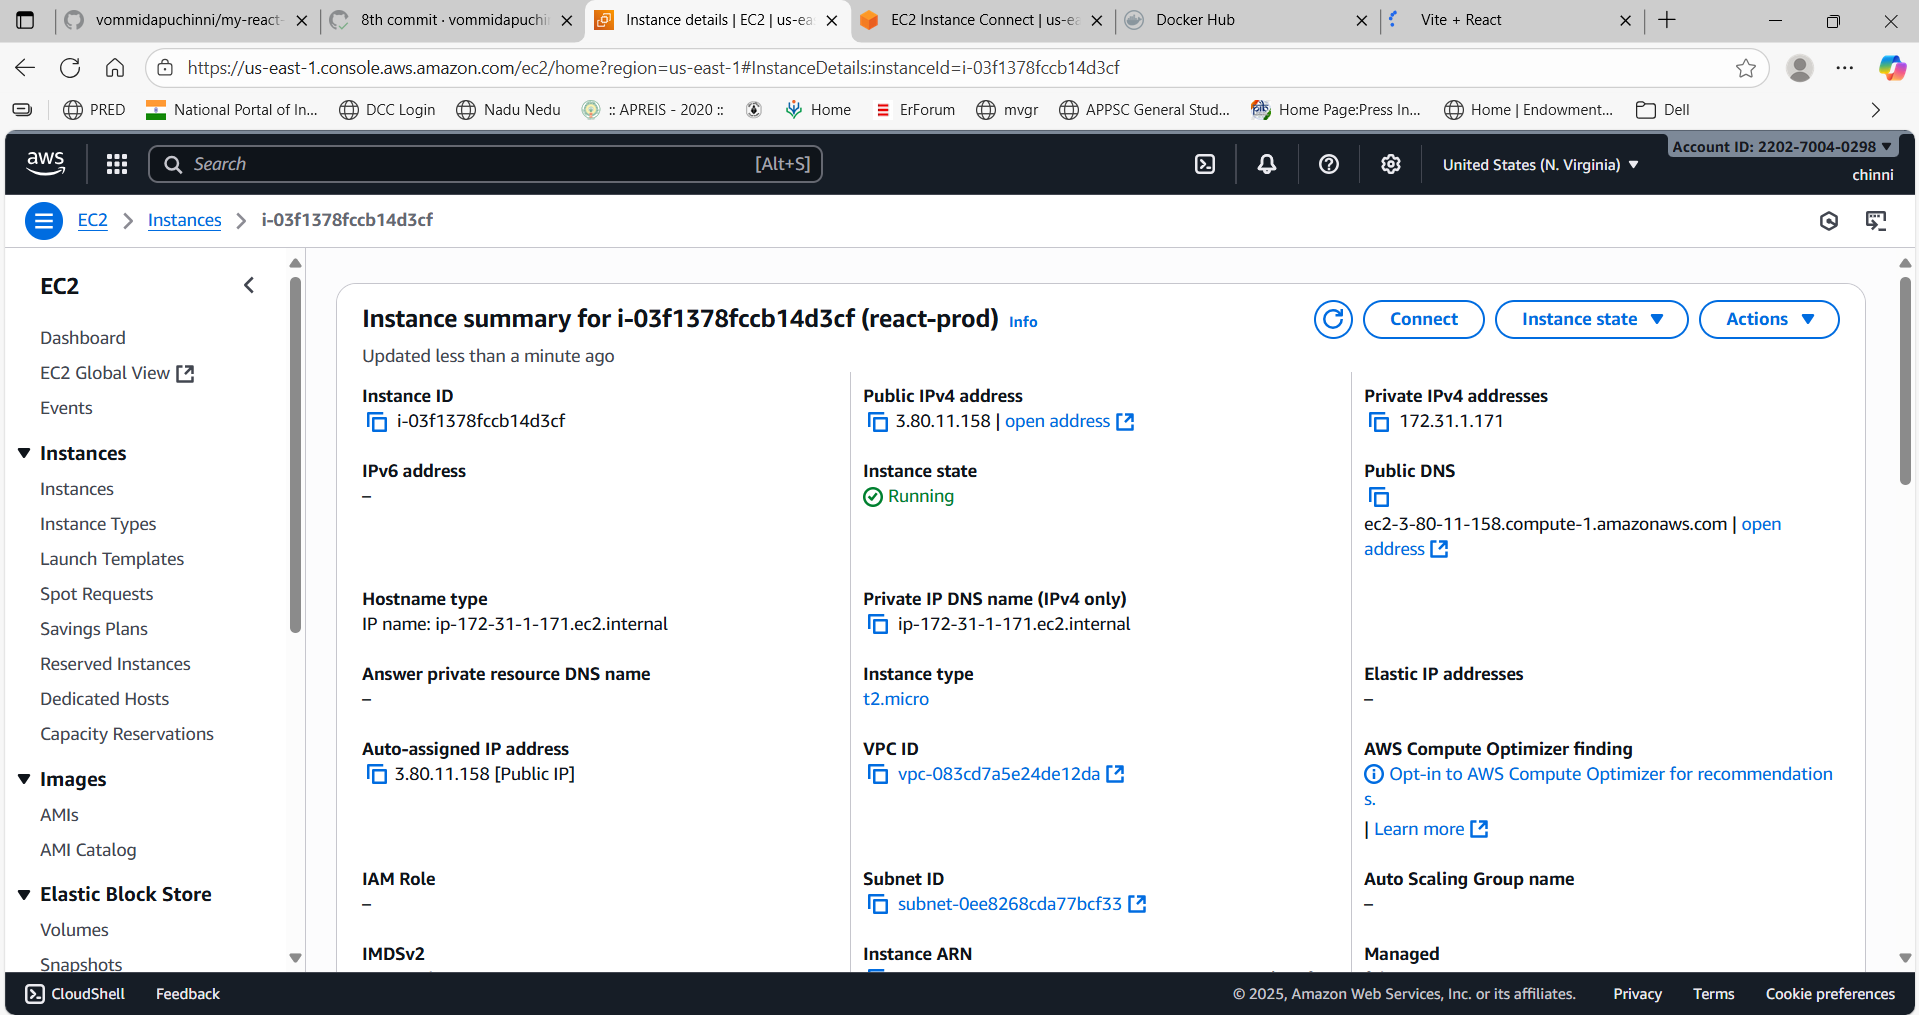 vommidapuchinni/my-react-
8th commit · vommidapuchin
Instance details | EC2 | us-eas
EC2 Instance Connect | us-ea
Docker Hub
Vite + React
https://us-east-1.console.aws.amazon.com/ec2/home?region=us-east-1#InstanceDetails:instanceId=i-03f1378fccb14d3cf
PRED
National Portal of In...
DCC Login
Nadu Nedu
:: APREIS - 2020 ::
Home
ErForum
mvgr
APPSC General Stud...
Home Page:Press In...
Home | Endowment...
Dell
aws
Search
[Alt+S]
United States (N. Virginia)
Account ID: 2202-7004-0298
chinni
EC2
Instances
i-03f1378fccb14d3cf
EC2
Dashboard
EC2 Global View
Events
Instances
Instances
Instance Types
Launch Templates
Spot Requests
Savings Plans
Reserved Instances
Dedicated Hosts
Capacity Reservations
Images
AMIs
AMI Catalog
Elastic Block Store
Volumes
Snapshots
Instance summary for i-03f1378fccb14d3cf (react-prod) Info
Updated less than a minute ago
Connect
Instance state
Actions
Instance ID
i-03f1378fccb14d3cf
Public IPv4 address
3.80.11.158 | open address
Private IPv4 addresses
172.31.1.171
IPv6 address
–
Instance state
Running
Public DNS
ec2-3-80-11-158.compute-1.amazonaws.com | open
address
Hostname type
IP name: ip-172-31-1-171.ec2.internal
Private IP DNS name (IPv4 only)
ip-172-31-1-171.ec2.internal
Answer private resource DNS name
–
Instance type
t2.micro
Elastic IP addresses
–
Auto-assigned IP address
3.80.11.158 [Public IP]
VPC ID
vpc-083cd7a5e24de12da
AWS Compute Optimizer finding
Opt-in to AWS Compute Optimizer for recommendation
s.
| Learn more
IAM Role
–
Subnet ID
subnet-0ee8268cda77bcf33
Auto Scaling Group name
–
IMDSv2
Instance ARN
Managed
CloudShell
Feedback
© 2025, Amazon Web Services, Inc. or its affiliates.
Privacy
Terms
Cookie preferences